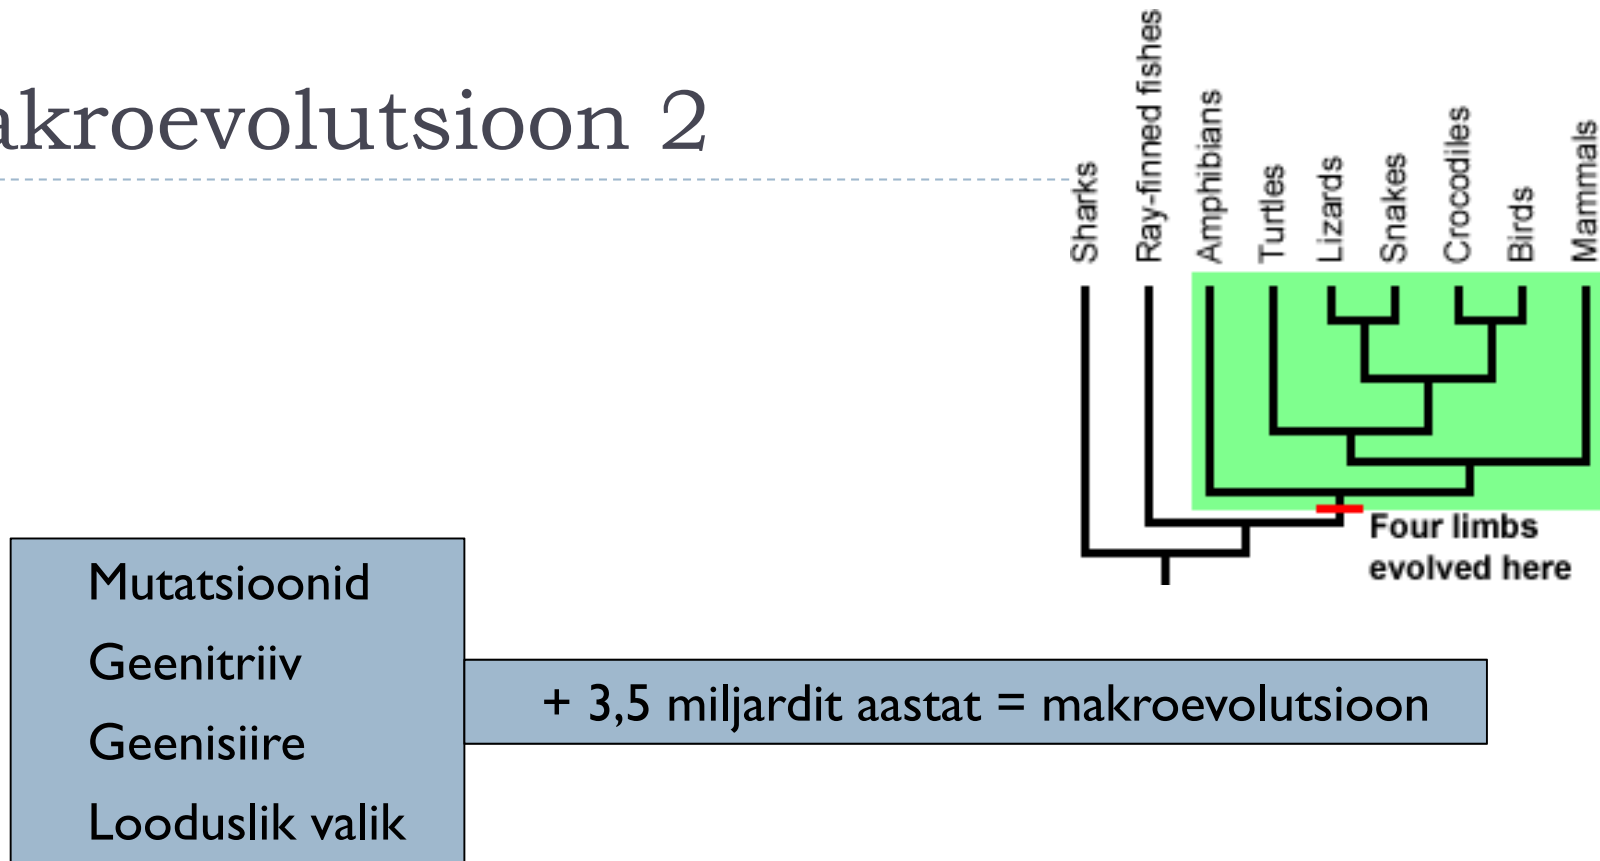 akroevolutsioon 2
Sharks
Ray-finned fishes
Amphibians
Turtles
Lizards
Snakes
Crocodiles
Birds
Mammals
Four limbs
evolved here
Mutatsioonid
Geenitriiv
Geenisiire
Looduslik valik
+ 3,5 miljardit aastat = makroevolutsioon